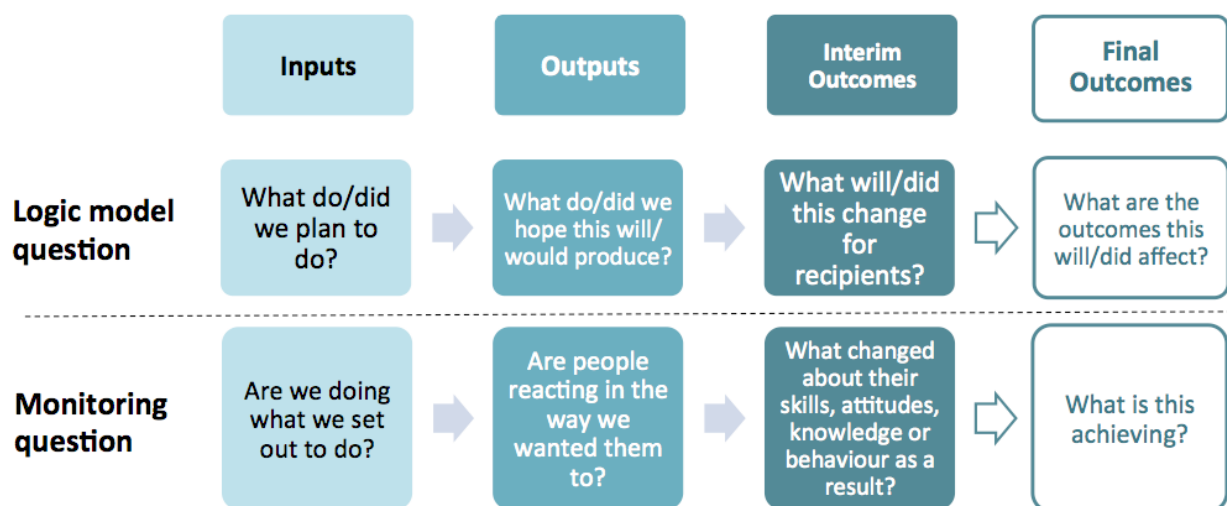 Inputs
Outputs
Interim
Outcomes
Final
Outcomes
Logic model
question
What do/did
we plan to
do?
What do/did we
hope this will/
would produce?
What will/did
this change
for
recipients?
What are the
outcomes this
will/did affect?
Monitoring
question
Are we doing
what we set
out to do?
Are people
reacting in the
way we
wanted them
to?
What changed
about their
skills, attitudes,
knowledge or
behaviour as a
result?
What is this
achieving?